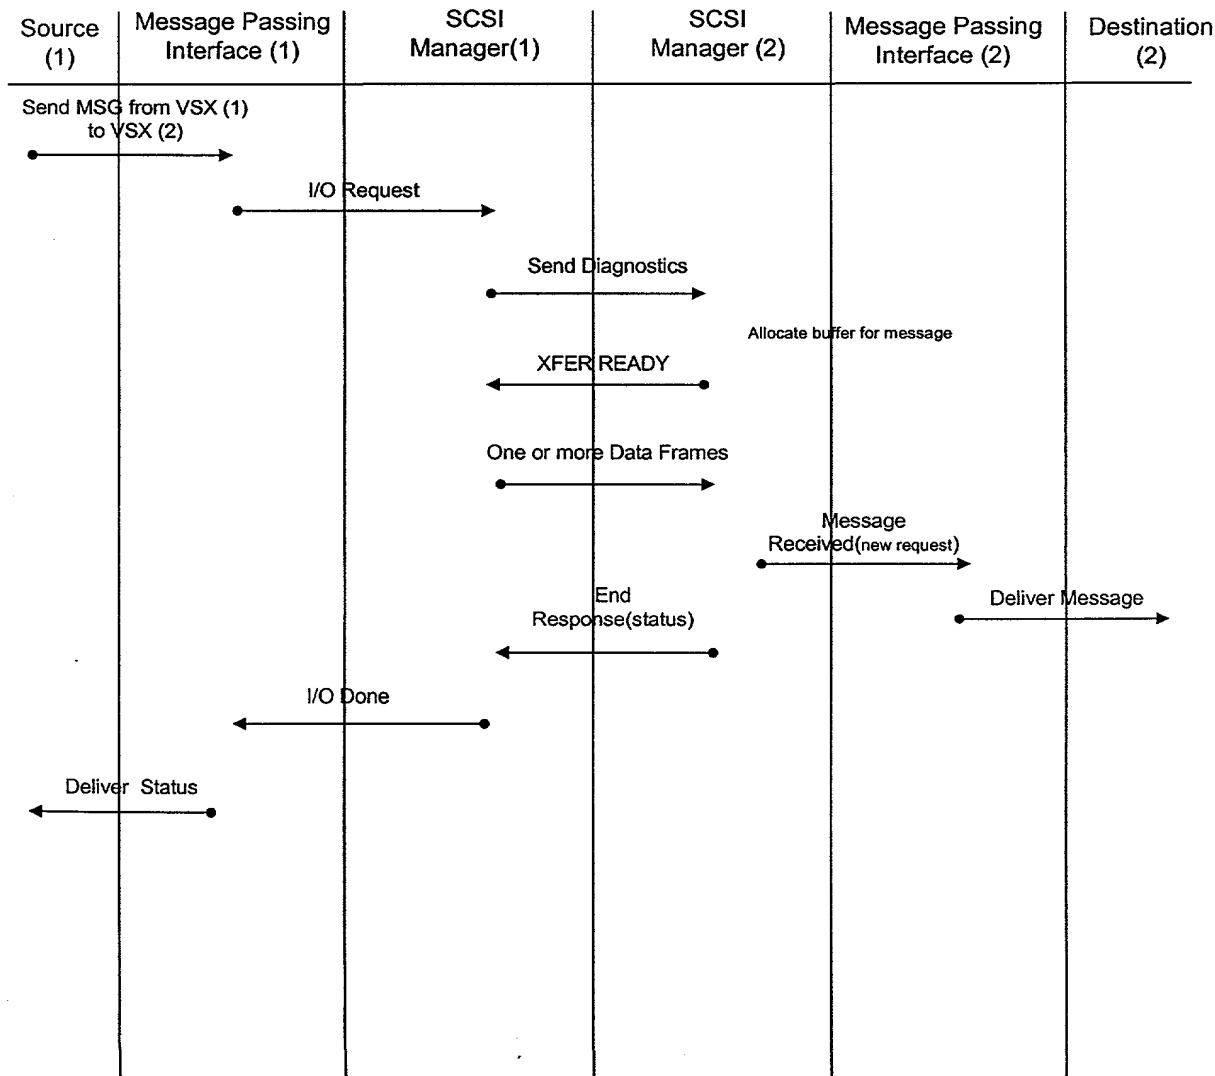 Source
(1)
Message Passing
Interface (1)
SCSI
Manager(1)
SCSI
Manager (2)
Message Passing
Interface (2)
Destination
(2)
Send MSG from VSX (1)
to VSX (2)
I/O Request
Send Diagnostics
Allocate buffer for message
XFER READY
One or more Data Frames
Message
Received(new request)
Deliver Message
End
Response(status)
I/O Done
Deliver Status